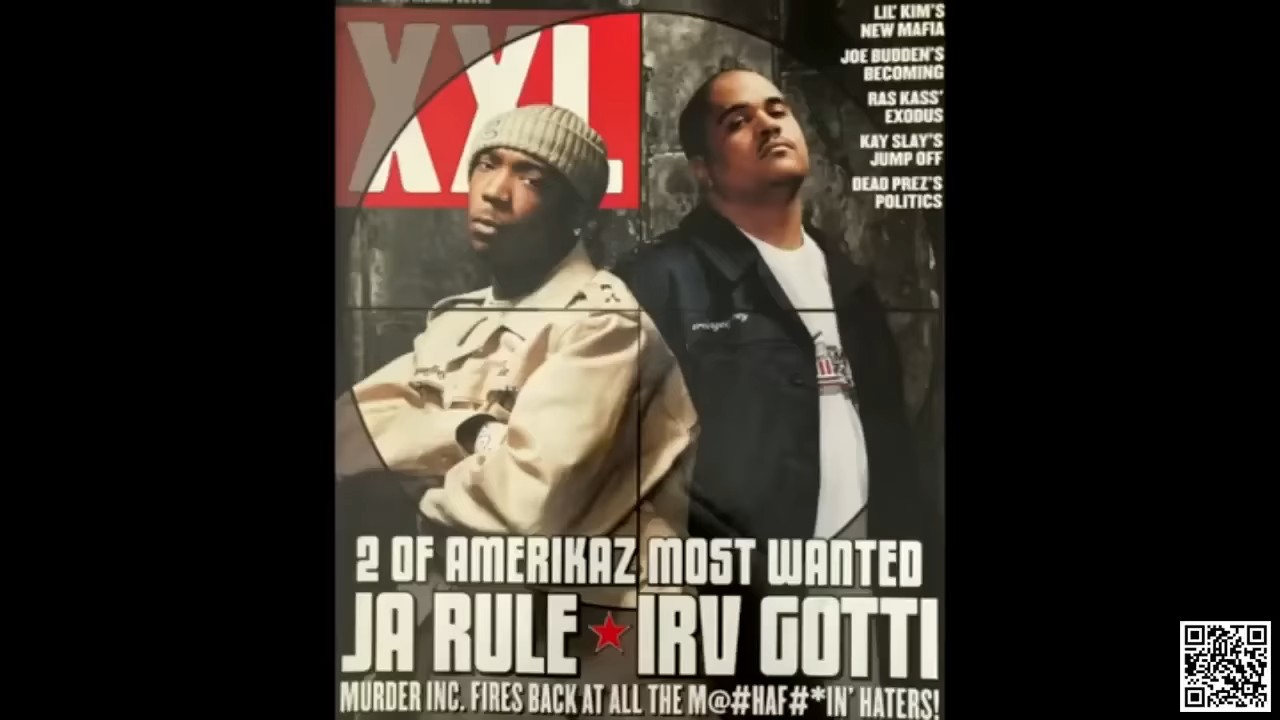 XXL
LIL' KIM'S
NEW MAFIA
JOE BUDDEN'S
BECOMING
RAS KASS'
EXODUS
KAY SLAY'S
JUMP OFF
DEAD PREZ'S
POLITICS
2 OF AMERIKAZ MOST WANTED
JA RULE ★ IRV GOTTI
MURDER INC. FIRES BACK AT ALL THE M@#HAF#*IN' HATERS!